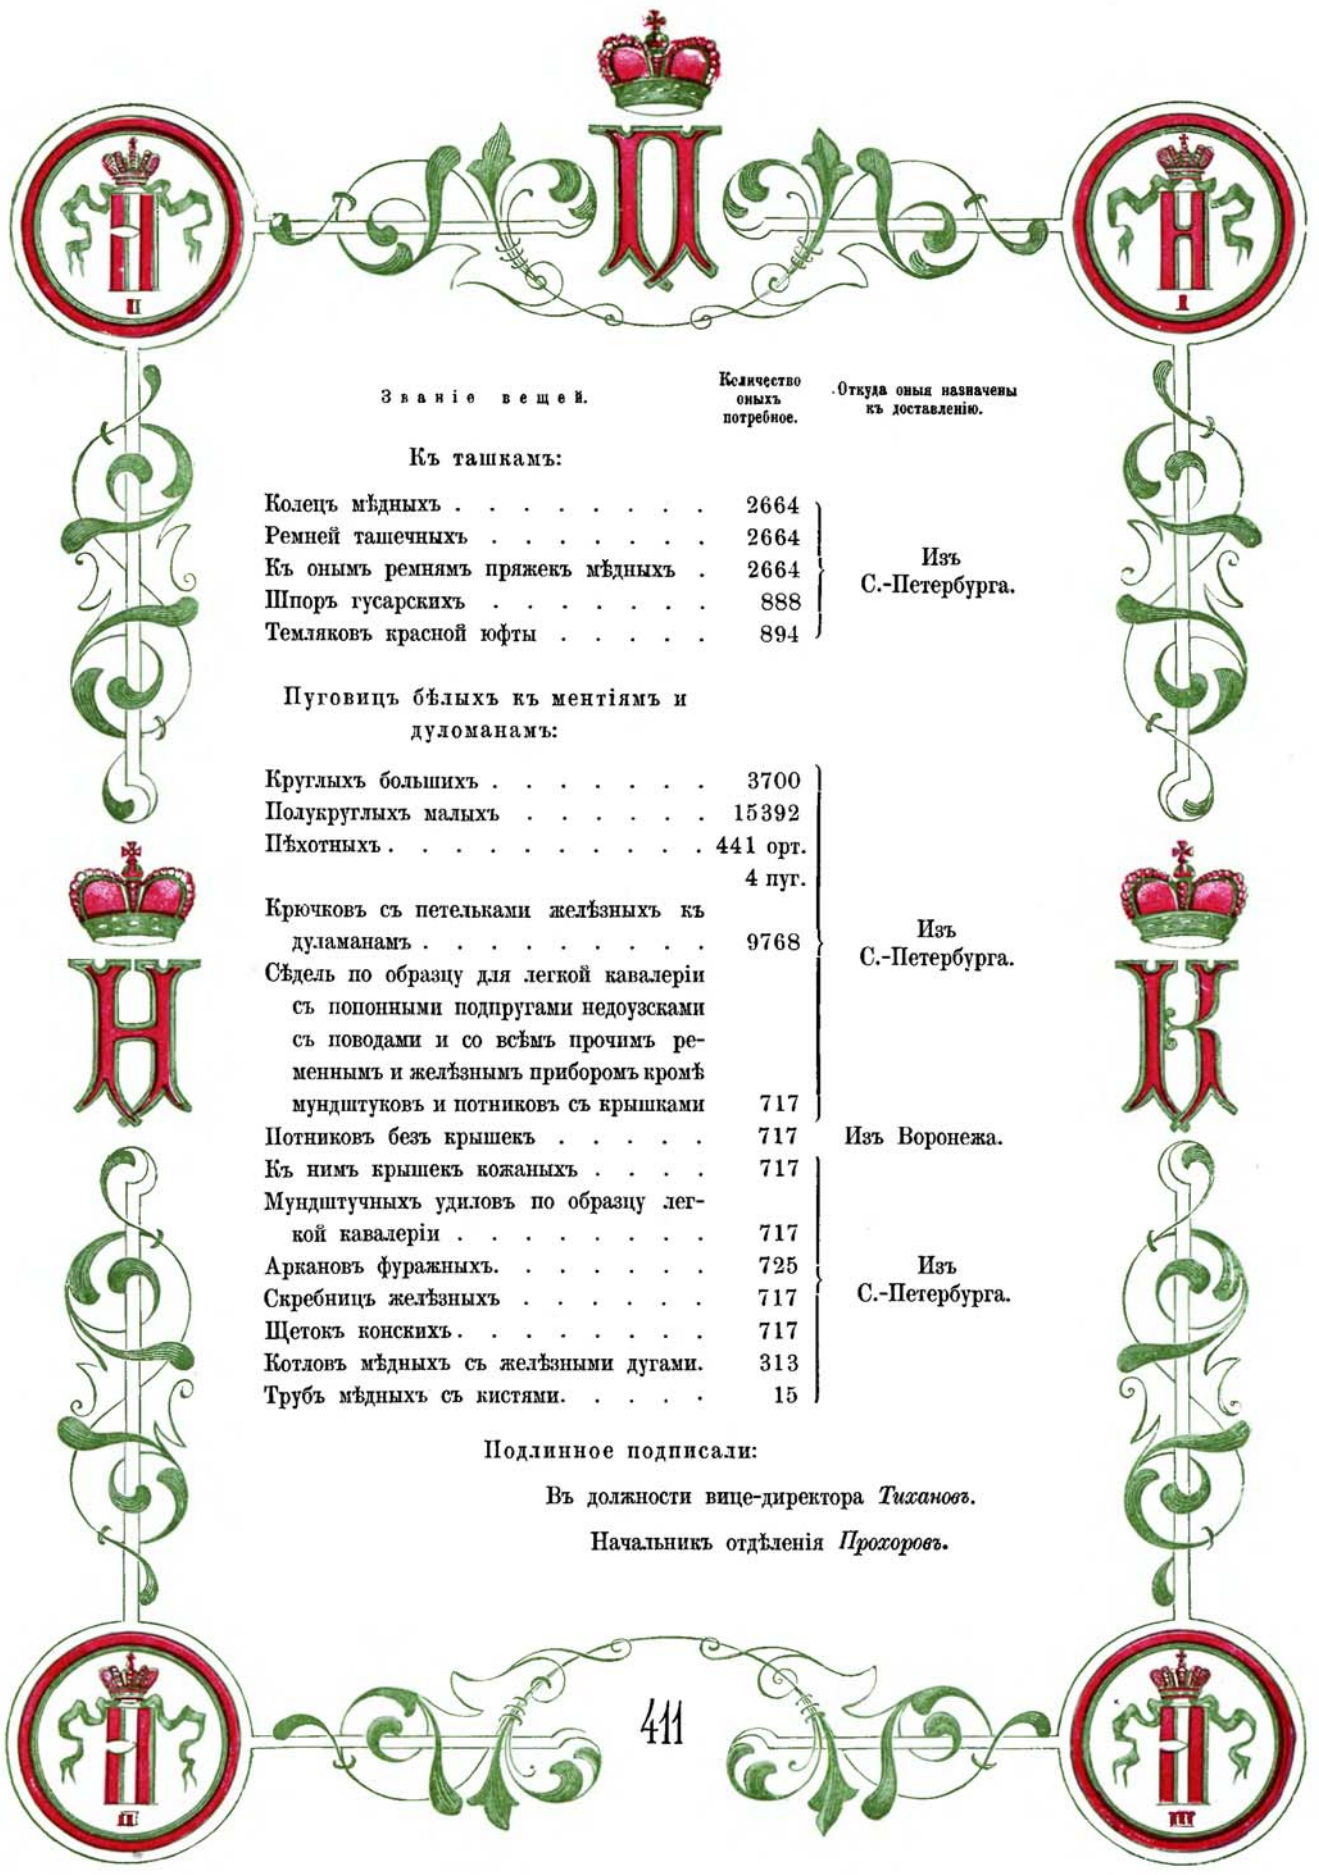 П
II
I
Званіе вещей.
Количество оныхъ потребное.
Откуда оныя назначены къ доставленію.
Къ ташкамъ:
Колецъ мѣдныхъ . . . . . . . . 2664
Ремней ташечныхъ . . . . . . . 2664
Къ онымъ ремнямъ пряжекъ мѣдныхъ . 2664
Шпоръ гусарскихъ . . . . . . . 888
Темляковъ красной юфты . . . . . 894
Изъ
С.-Петербурга.
Пуговицъ бѣлыхъ къ ментіямъ и
дуломанамъ:
Круглыхъ большихъ . . . . . . . 3700
Полукруглыхъ малыхъ . . . . . . 15392
Пѣхотныхъ . . . . . . . . . . 441 орт.
4 пуг.
Крючковъ съ петельками желѣзныхъ къ
дуламанамъ . . . . . . . . . 9768
Сѣдель по образцу для легкой кавалеріи
съ попонными подпругами недоузсками
съ поводами и со всѣмъ прочимъ ре-
меннымъ и желѣзнымъ приборомъ кромѣ
мундштуковъ и потниковъ съ крышками 717
Изъ
С.-Петербурга.
Потниковъ безъ крышекъ . . . . . 717 Изъ Воронежа.
Къ нимъ крышекъ кожаныхъ . . . . 717
Мундштучныхъ удиловъ по образцу лег-
кой кавалеріи . . . . . . . . 717
Аркановъ фуражныхъ. . . . . . . 725
Скребницъ желѣзныхъ . . . . . . 717
Щетокъ конскихъ. . . . . . . . 717
Котловъ мѣдныхъ съ желѣзными дугами. 313
Трубъ мѣдныхъ съ кистями. . . . . 15
Изъ
С.-Петербурга.
Н
К
Подлинное подписали:
Въ должности вице-директора Тихановъ.
Начальникъ отдѣленія Прохоровъ.
II
411
III